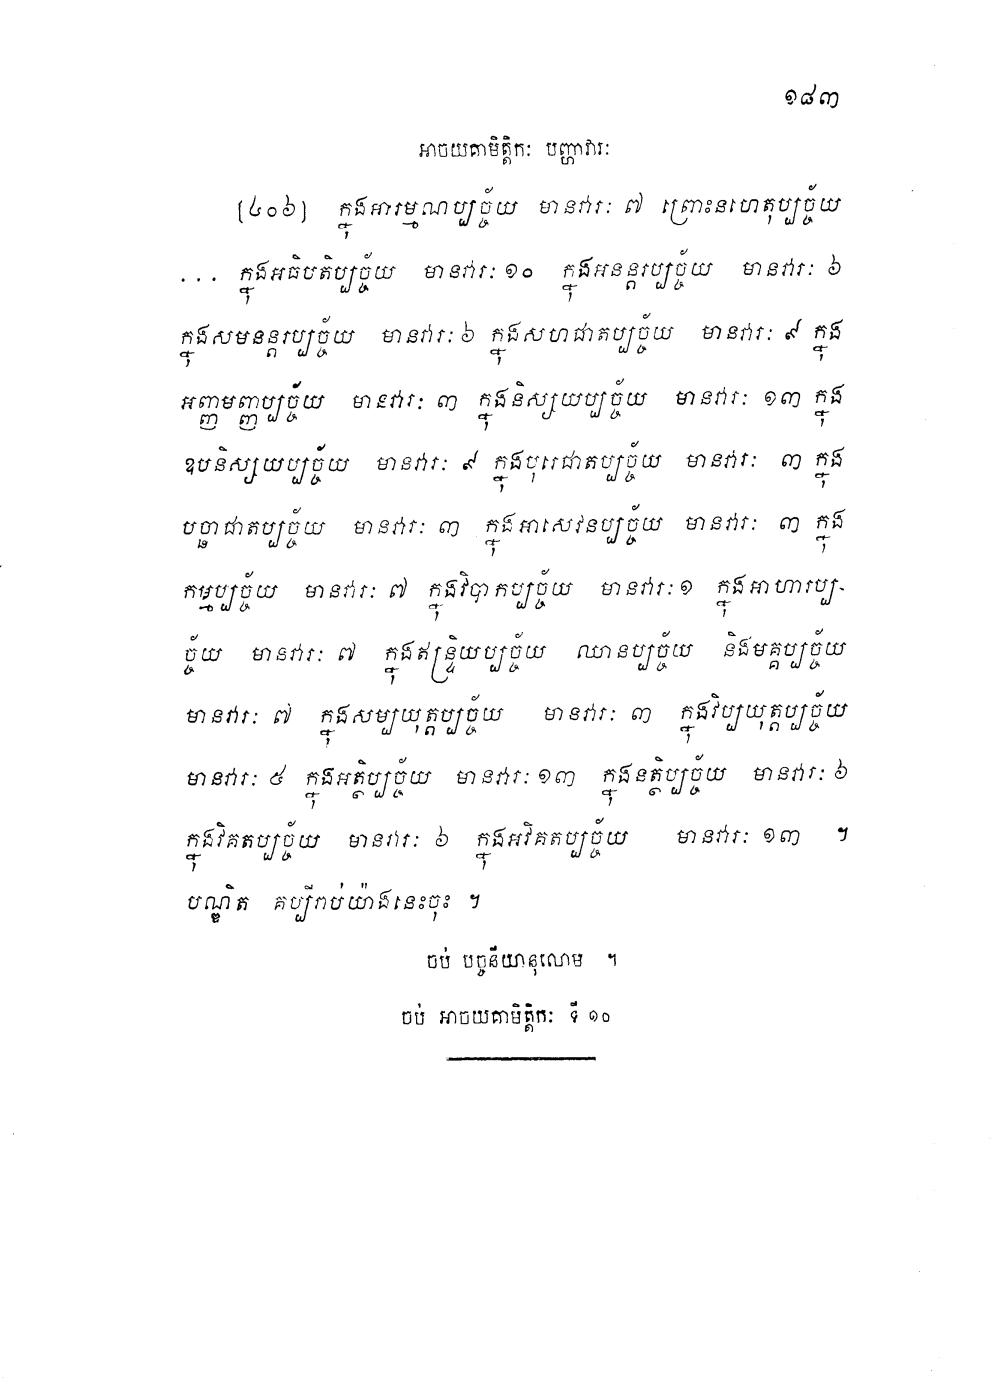 ១៨៣
អាចយគាមិត្តិកៈ បញ្ហាវារៈ
[៤០៦] ក្នុងអារម្មណប្បច្ច័យ មានវារៈ ៧ ព្រោះនហេតុប្បច្ច័យ
... ក្នុងអធិបតិប្បច្ច័យ មានវារៈ ១០ ក្នុងអនន្តរប្បច្ច័យ មានវារៈ ៦
ក្នុងសមនន្តរប្បច្ច័យ មានវារៈ ៦ ក្នុងសហជាតប្បច្ច័យ មានវារៈ ៩ ក្នុង
អញ្ញមញ្ញប្បច្ច័យ មានវារៈ ៣ ក្នុងនិស្សយប្បច្ច័យ មានវារៈ ១៣ ក្នុង
ឧបនិស្សយប្បច្ច័យ មានវារៈ ៩ ក្នុងបុរេជាតប្បច្ច័យ មានវារៈ ៣ ក្នុង
បច្ឆាជាតប្បច្ច័យ មានវារៈ ៣ ក្នុងអាសេវនប្បច្ច័យ មានវារៈ ៣ ក្នុង
កម្មប្បច្ច័យ មានវារៈ ៧ ក្នុងវិបាកប្បច្ច័យ មានវារៈ ១ ក្នុងអាហារប្ប-
ច្ច័យ មានវារៈ ៧ ក្នុងឥន្ទ្រិយប្បច្ច័យ ឈានប្បច្ច័យ និងមគ្គប្បច្ច័យ
មានវារៈ ៧ ក្នុងសម្បយុត្តប្បច្ច័យ មានវារៈ ៣ ក្នុងវិប្បយុត្តប្បច្ច័យ
មានវារៈ ៥ ក្នុងអត្ថិប្បច្ច័យ មានវារៈ ១៣ ក្នុងនត្ថិប្បច្ច័យ មានវារៈ ៦
ក្នុងវិគតប្បច្ច័យ មានវារៈ ៦ ក្នុងអវិគតប្បច្ច័យ មានវារៈ ១៣ ។
បណ្ឌិត គប្បីរាប់យ៉ាងនេះចុះ ។
ចប់ បច្ចនីយានុលោម ។
ចប់ អាចយគាមិត្តិកៈ ទី ១០